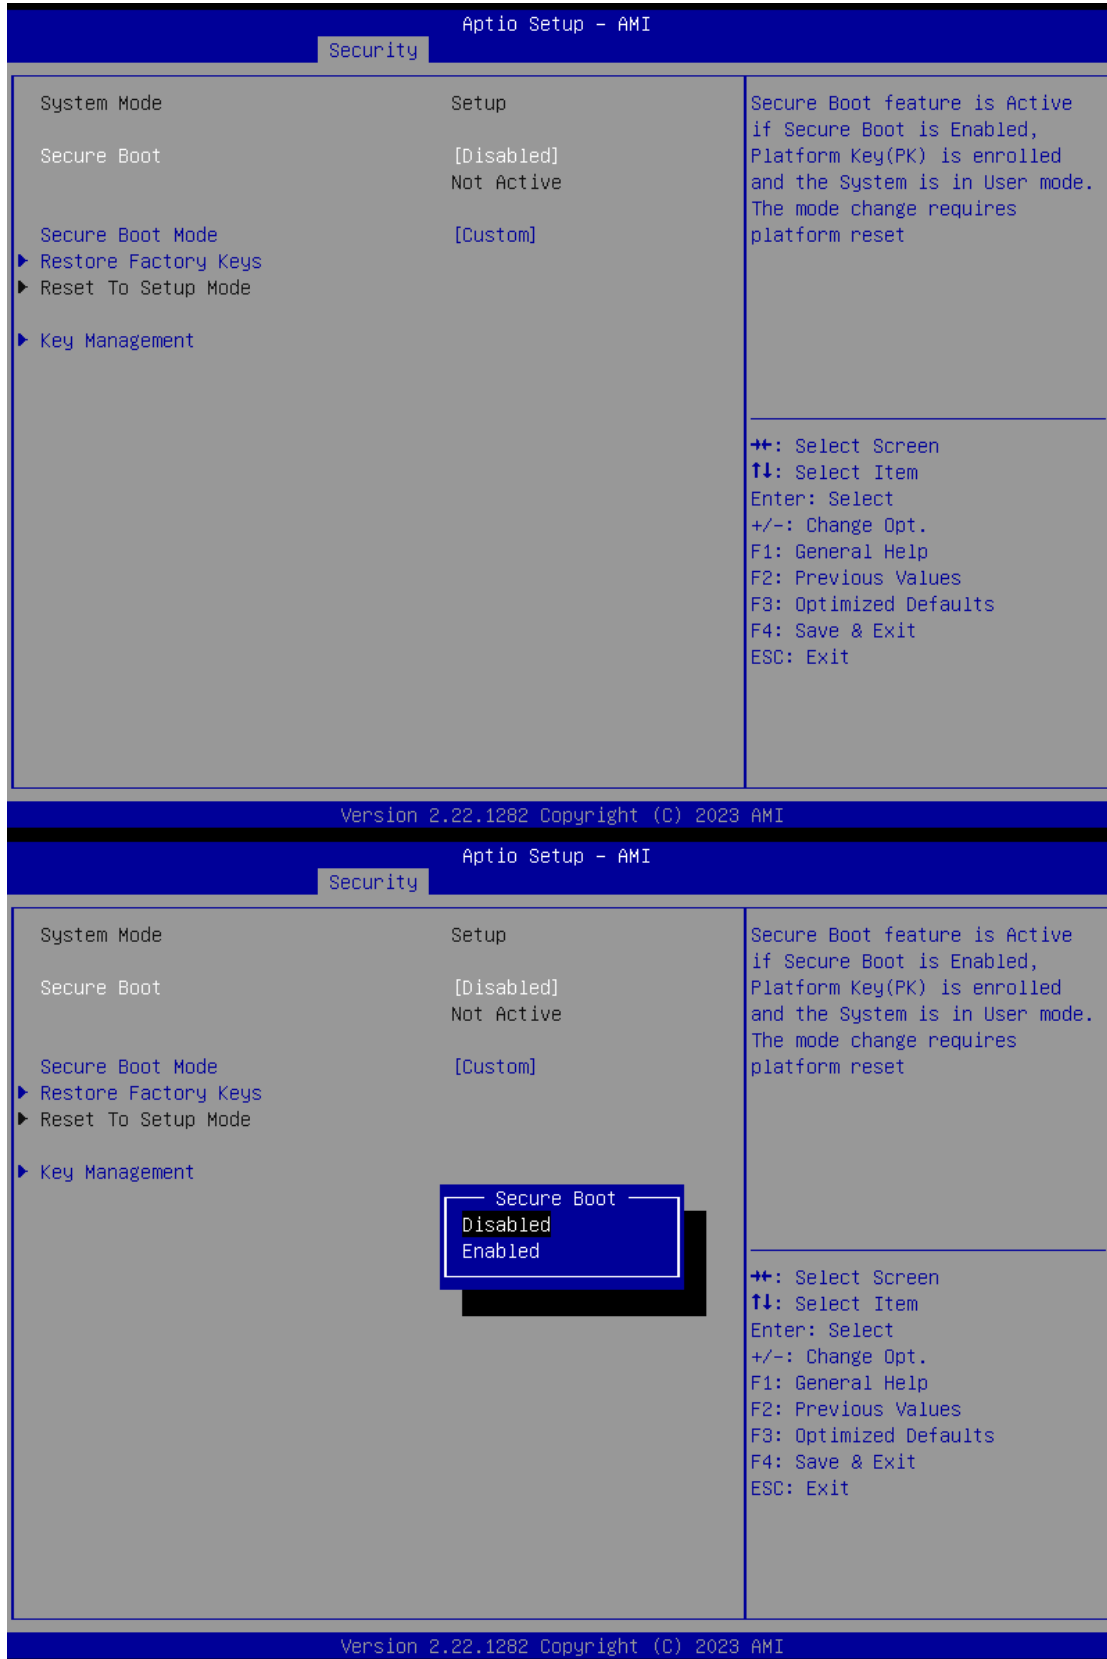 Aptio Setup – AMI
Security
System Mode Setup
Secure Boot [Disabled]
Not Active
Secure Boot Mode [Custom]
Restore Factory Keys
Reset To Setup Mode
Key Management
Secure Boot feature is Active
if Secure Boot is Enabled,
Platform Key(PK) is enrolled
and the System is in User mode.
The mode change requires
platform reset
→←: Select Screen
↑↓: Select Item
Enter: Select
+/-: Change Opt.
F1: General Help
F2: Previous Values
F3: Optimized Defaults
F4: Save & Exit
ESC: Exit
Version 2.22.1282 Copyright (C) 2023 AMI
Aptio Setup – AMI
Security
System Mode Setup
Secure Boot [Disabled]
Not Active
Secure Boot Mode [Custom]
Restore Factory Keys
Reset To Setup Mode
Key Management
Secure Boot
Disabled
Enabled
Secure Boot feature is Active
if Secure Boot is Enabled,
Platform Key(PK) is enrolled
and the System is in User mode.
The mode change requires
platform reset
→←: Select Screen
↑↓: Select Item
Enter: Select
+/-: Change Opt.
F1: General Help
F2: Previous Values
F3: Optimized Defaults
F4: Save & Exit
ESC: Exit
Version 2.22.1282 Copyright (C) 2023 AMI